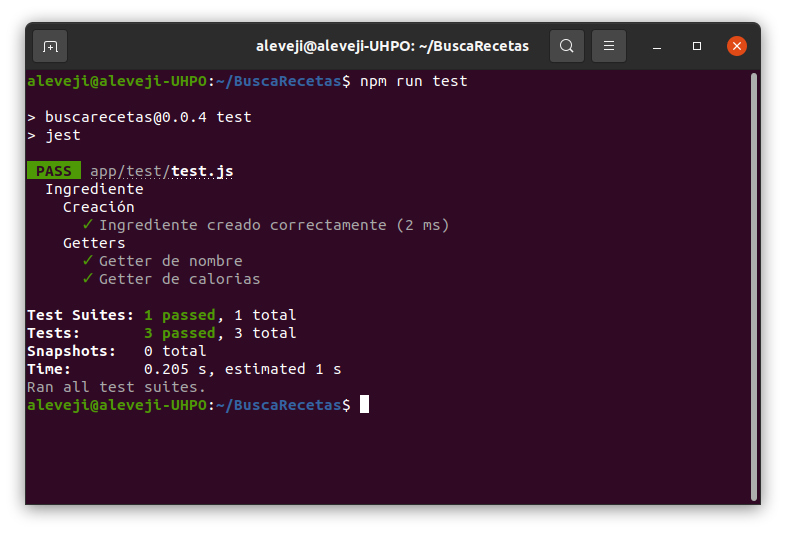 aleveji@aleveji-UHPO: ~/BuscaRecetas
aleveji@aleveji-UHPO:~/BuscaRecetas$ npm run test
> buscarecetas@0.0.4 test
> jest
PASS app/test/test.js
Ingrediente
Creación
✓ Ingrediente creado correctamente (2 ms)
Getters
✓ Getter de nombre
✓ Getter de calorias
Test Suites: 1 passed, 1 total
Tests: 3 passed, 3 total
Snapshots: 0 total
Time: 0.205 s, estimated 1 s
Ran all test suites.
aleveji@aleveji-UHPO:~/BuscaRecetas$